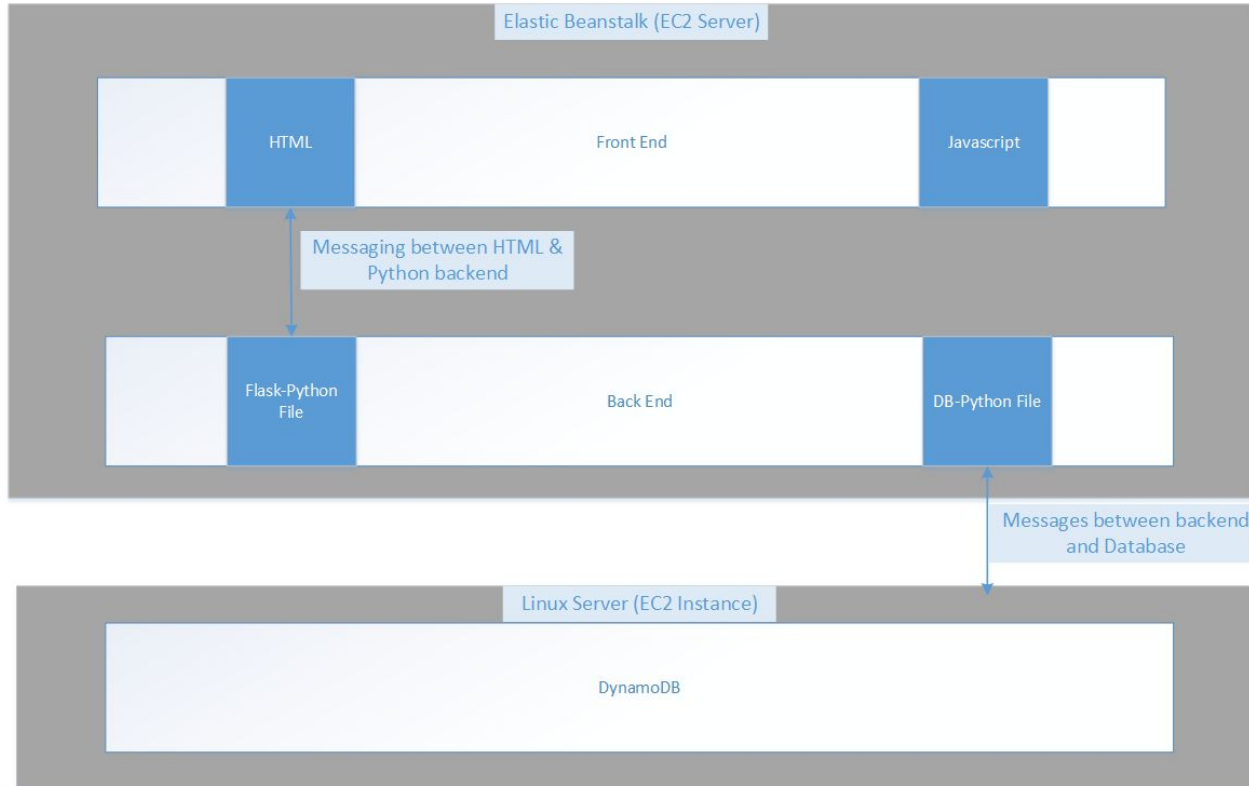 Elastic Beanstalk (EC2 Server)
HTML
Front End
Javascript
Messaging between HTML &
Python backend
Flask-Python
File
Back End
DB-Python File
Messages between backend
and Database
Linux Server (EC2 Instance)
DynamoDB